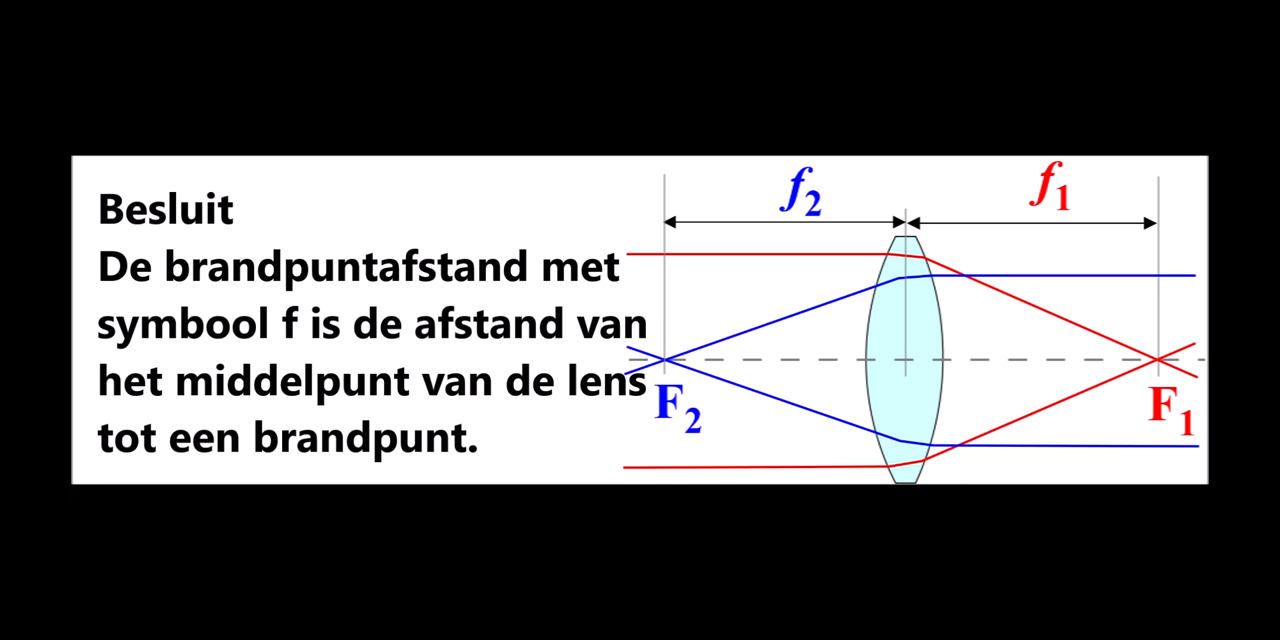 Besluit
De brandpuntafstand met
symbool f is de afstand van
het middelpunt van de lens
tot een brandpunt.
f2
f1
F2
F1